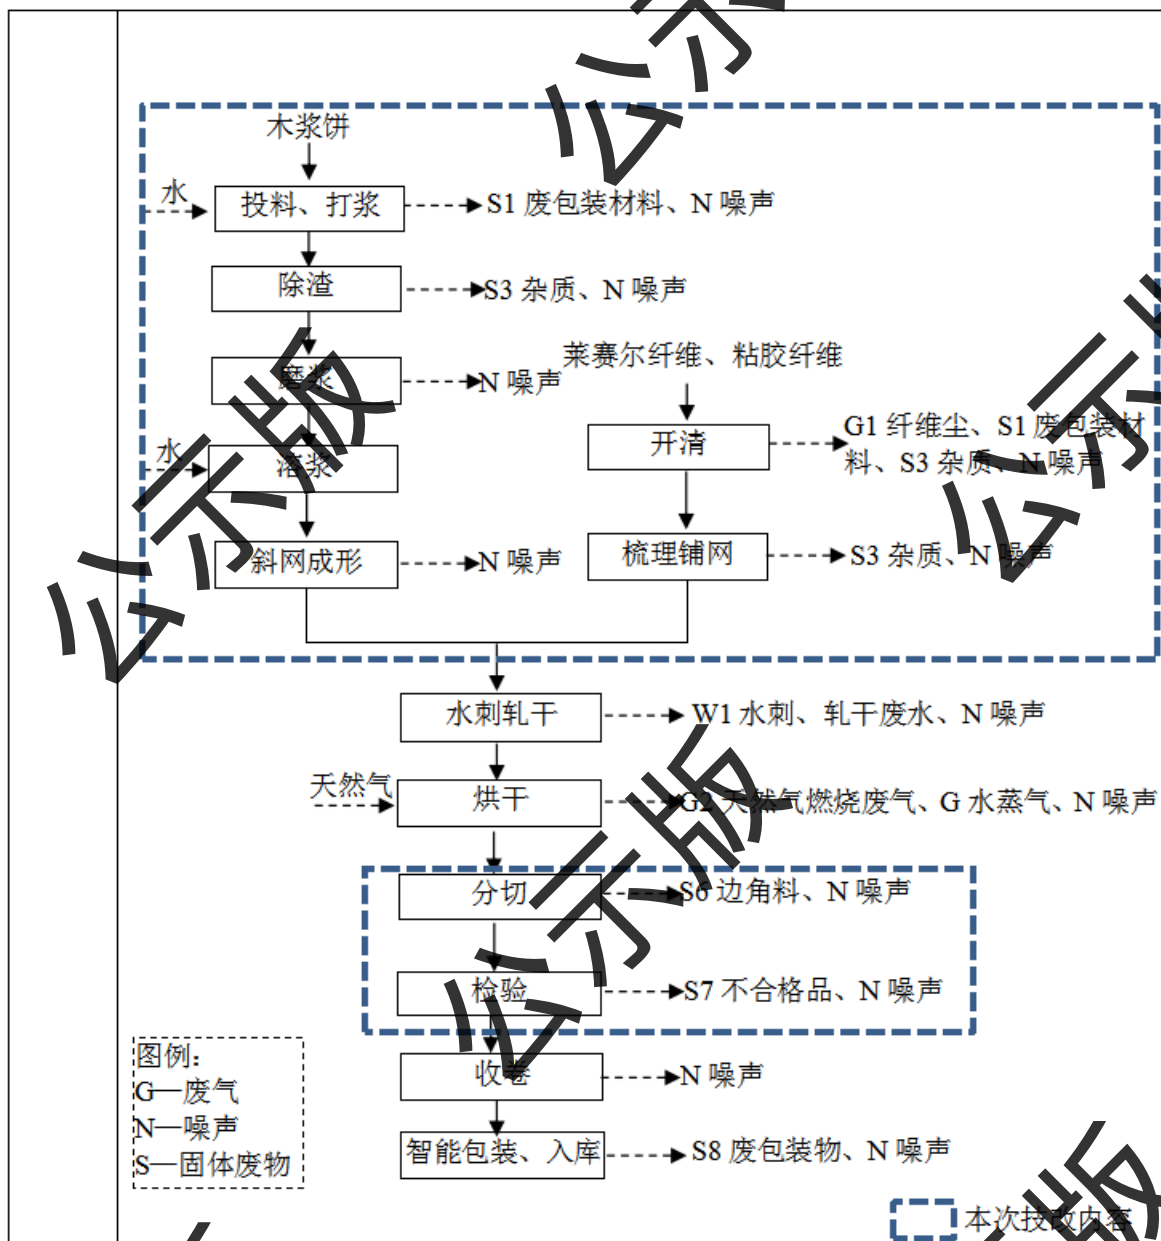 木浆饼
水
投料、打浆
S1 废包装材料、N 噪声
除渣
S3 杂质、N 噪声
磨浆
N 噪声
莱赛尔纤维、粘胶纤维
开清
G1 纤维尘、S1 废包装材
料、S3 杂质、N 噪声
水
溶浆
斜网成形
N 噪声
梳理铺网
S3 杂质、N 噪声
水刺轧干
W1 水刺、轧干废水、N 噪声
天然气
烘干
G2 天然气燃烧废气、G 水蒸气、N 噪声
分切
S6 边角料、N 噪声
检验
S7 不合格品、N 噪声
收卷
N 噪声
智能包装、入库
S8 废包装物、N 噪声
图例：
G—废气
N—噪声
S—固体废物
本次技改内容
公示
公示版
公示
公示版
版